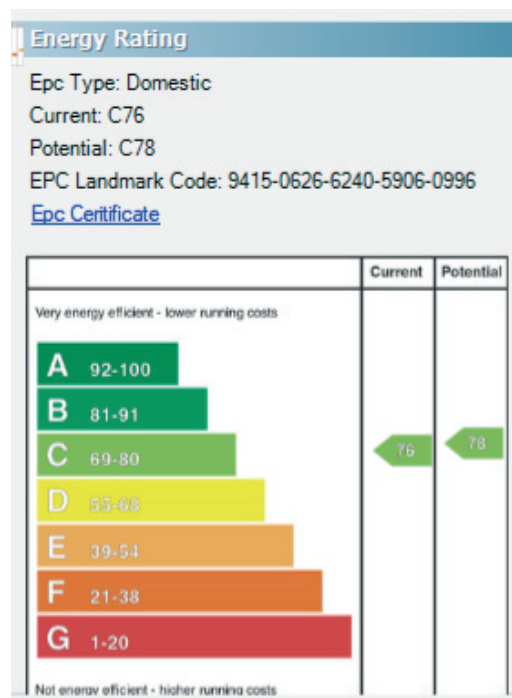 Energy Rating
Epc Type: Domestic
Current: C76
Potential: C78
EPC Landmark Code: 9415-0626-6240-5906-0996
Epc Ceritificate
Current Potential
Very energy efficient - lower running costs
A 92-100
B 81-91
C 69-80 76 78
D 55-68
E 39-54
F 21-38
G 1-20
Not energy efficient - higher running costs